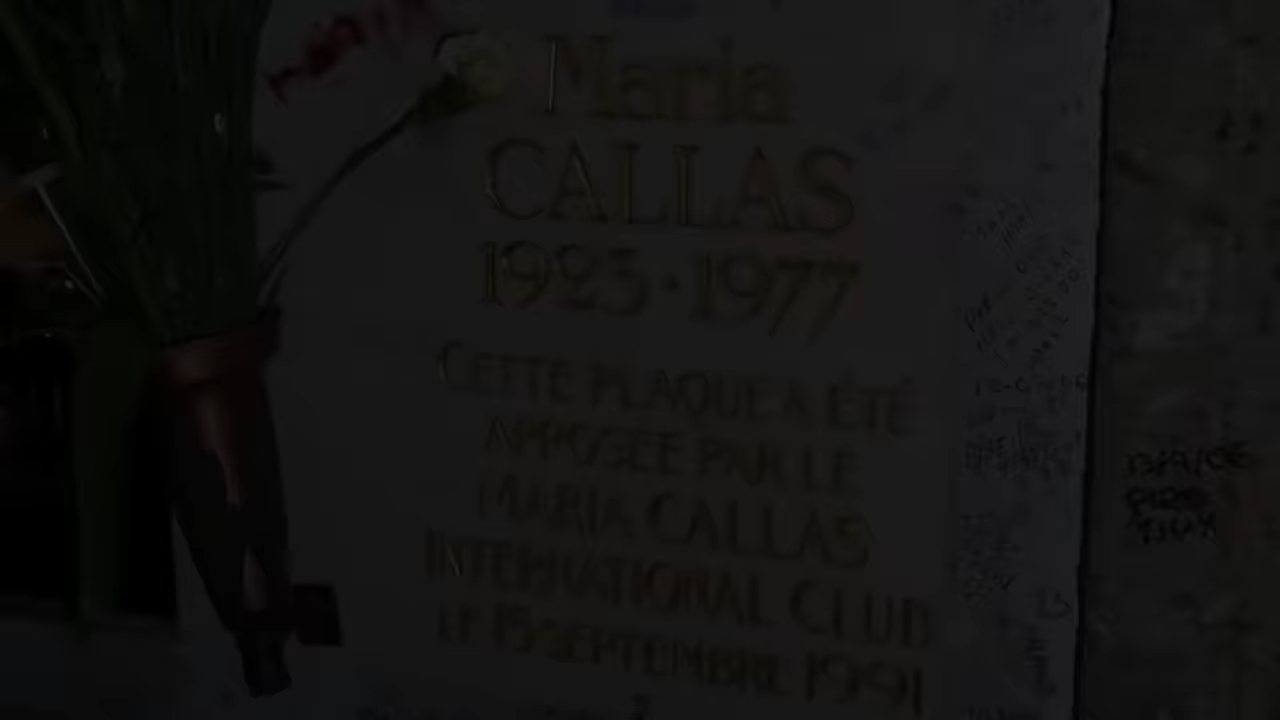 Maria
CALLAS
1923 · 1977
CETTE PLAQUE A ÉTÉ
APPOSÉE PAR LE
MARIA CALLAS
INTERNATIONAL CLUB
LE 15 SEPTEMBRE 1991